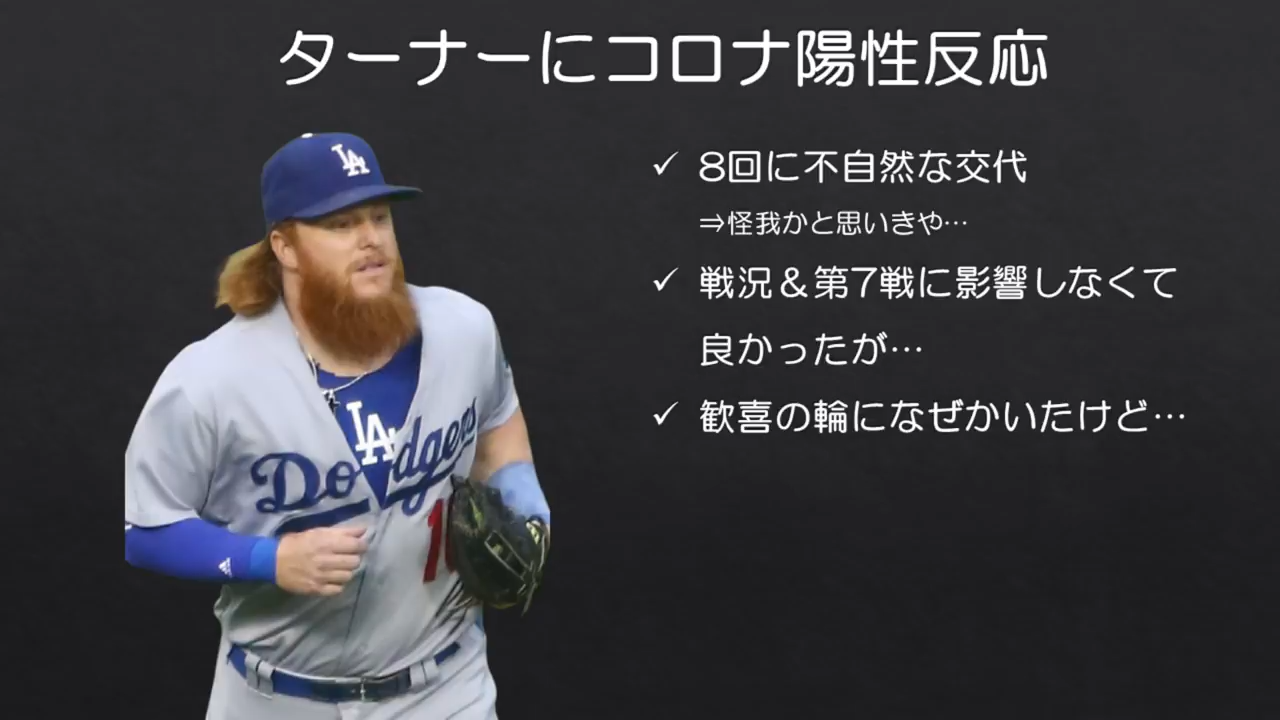 ターナーにコロナ陽性反応
✓ 8回に不自然な交代
⇒怪我かと思いきや…
✓ 戦況＆第7戦に影響しなくて
良かったが…
✓ 歓喜の輪になぜかいたけど…
LA
LA
Dodgers
1